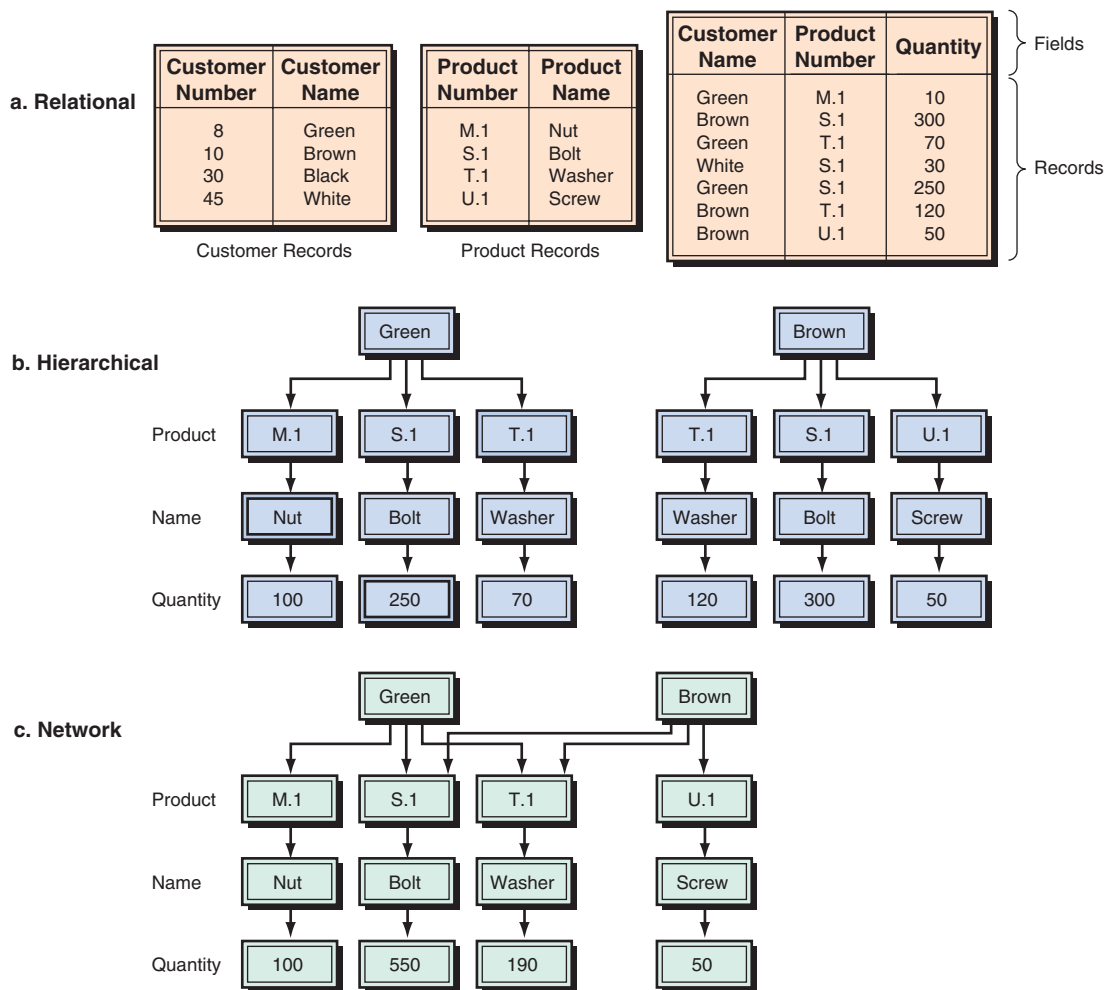 a. Relational
Customer Number Customer Name
8 Green
10 Brown
30 Black
45 White
Customer Records
Product Number Product Name
M.1 Nut
S.1 Bolt
T.1 Washer
U.1 Screw
Product Records
Customer Name Product Number Quantity
Green M.1 10
Brown S.1 300
Green T.1 70
White S.1 30
Green S.1 250
Brown T.1 120
Brown U.1 50
Fields
Records
b. Hierarchical
Green Brown
Product M.1 S.1 T.1 T.1 S.1 U.1
Name Nut Bolt Washer Washer Bolt Screw
Quantity 100 250 70 120 300 50
c. Network
Green Brown
Product M.1 S.1 T.1 U.1
Name Nut Bolt Washer Screw
Quantity 100 550 190 50